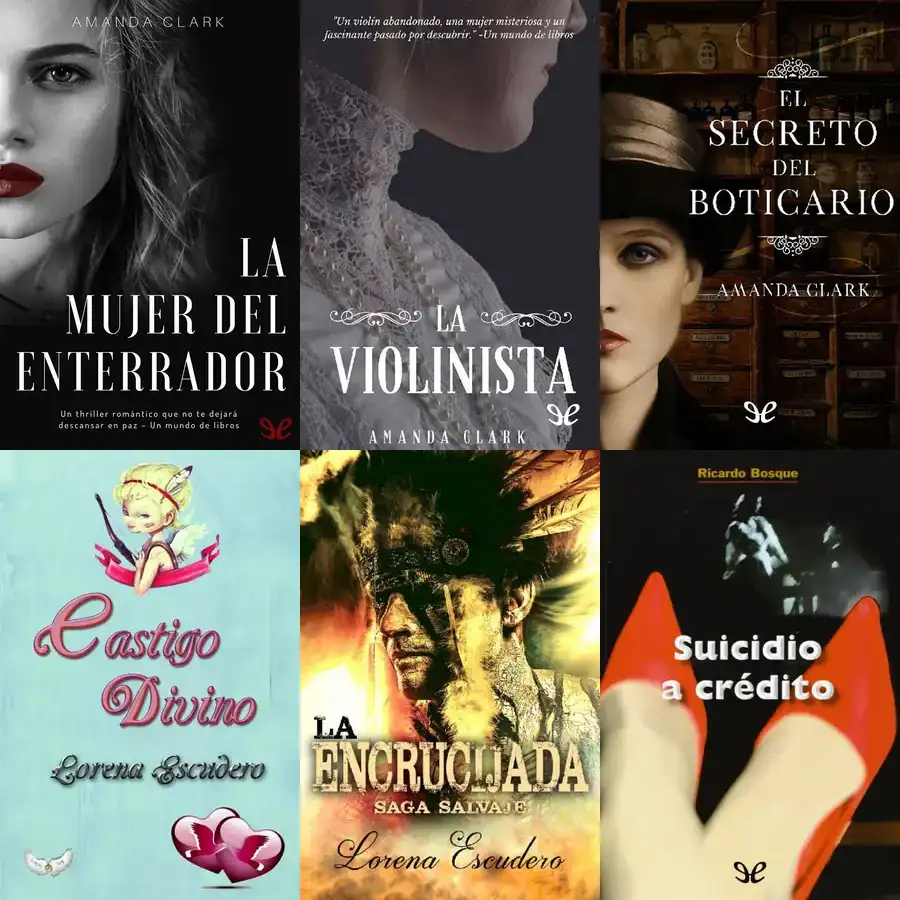 AMANDA CLARK
LA
MUJER DEL
ENTERRADOR
Un thriller romántico que no te dejará
descansar en paz - Un mundo de libros
"Un violín abandonado, una mujer misteriosa y un
fascinante pasado por descubrir." -Un mundo de libros
LA
VIOLINISTA
AMANDA CLARK
EL
SECRETO
DEL
BOTICARIO
AMANDA CLARK
Castigo
Divino
Lorena Escudero
LA
ENCRUCIJADA
SAGA SALVAJE
Lorena Escudero
Ricardo Bosque
Suicidio
a crédito